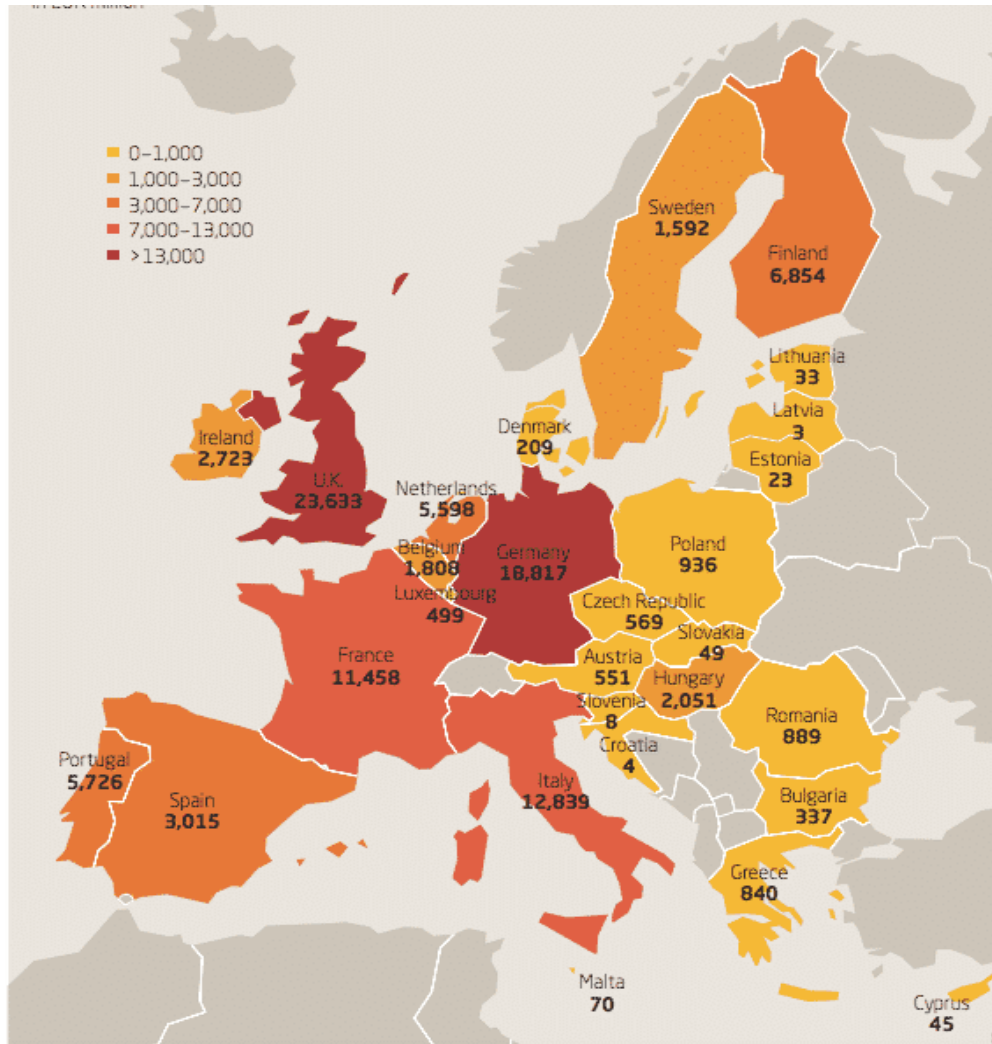 in EUR million
0–1,000
1,000–3,000
3,000–7,000
7,000–13,000
>13,000
Sweden
1,592
Finland
6,854
Lithuania
33
Latvia
3
Estonia
23
Denmark
209
Ireland
2,723
U.K.
23,633
Netherlands
5,598
Belgium
1,808
Luxembourg
499
Germany
18,817
Poland
936
Czech Republic
569
Slovakia
49
Austria
551
Hungary
2,051
Slovenia
8
Croatia
4
France
11,458
Romania
889
Portugal
5,726
Spain
3,015
Italy
12,839
Bulgaria
337
Greece
840
Malta
70
Cyprus
45